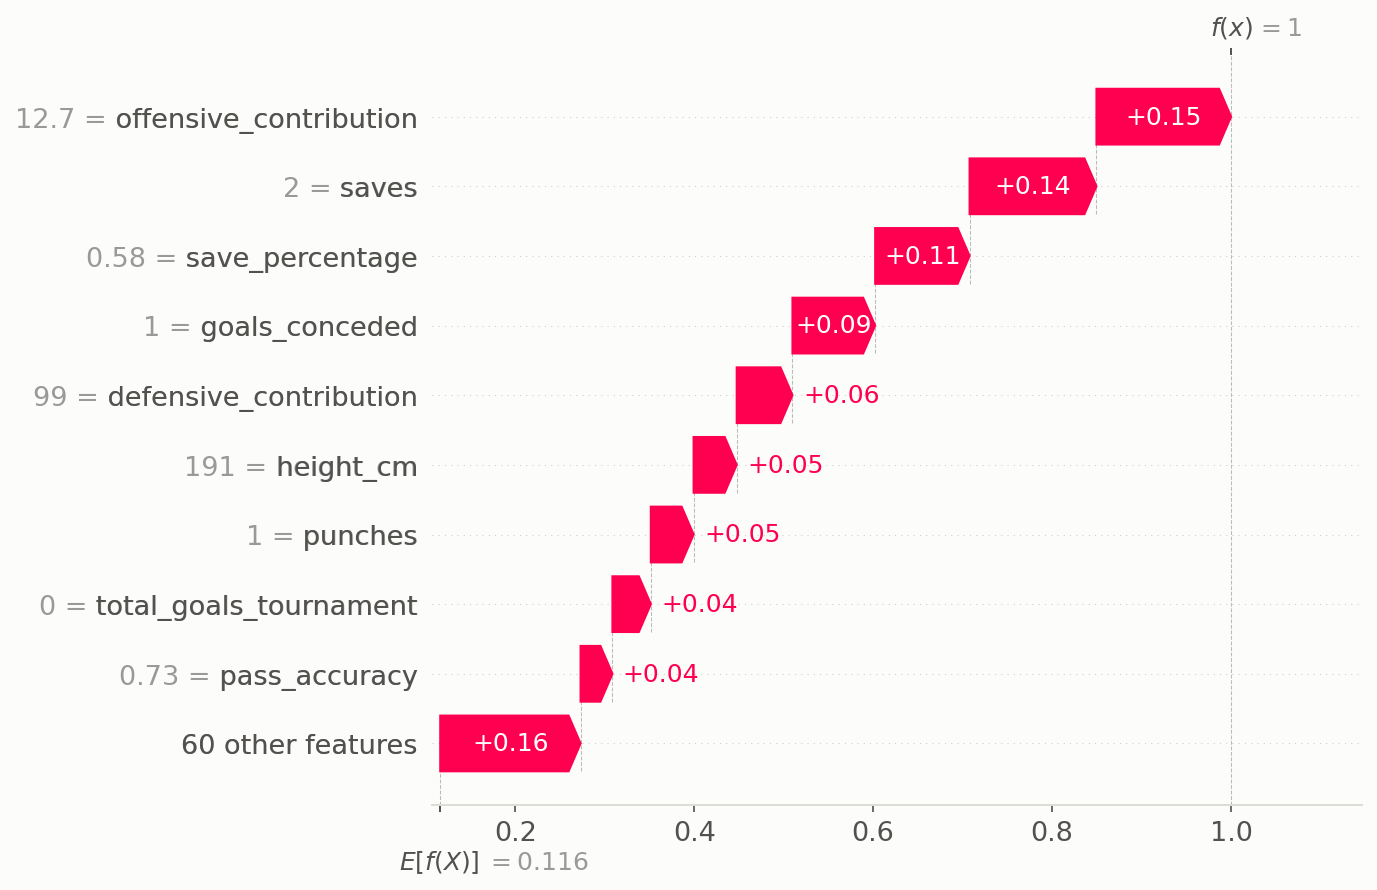 f(x) = 1
12.7 = offensive_contribution
+0.15
2 = saves
+0.14
0.58 = save_percentage
+0.11
1 = goals_conceded
+0.09
99 = defensive_contribution
+0.06
191 = height_cm
+0.05
1 = punches
+0.05
0 = total_goals_tournament
+0.04
0.73 = pass_accuracy
+0.04
60 other features
+0.16
0.2 0.4 0.6 0.8 1.0
E[f(X)] = 0.116